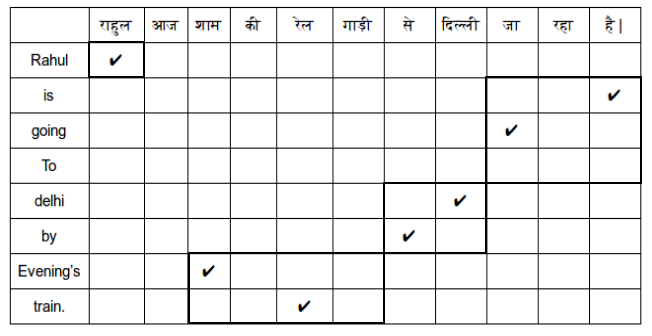 राहुल आज शाम की रेल गाड़ी से दिल्ली जा रहा है |
Rahul ✔
is ✔
going ✔
To
delhi ✔
by ✔
Evening's ✔
train. ✔